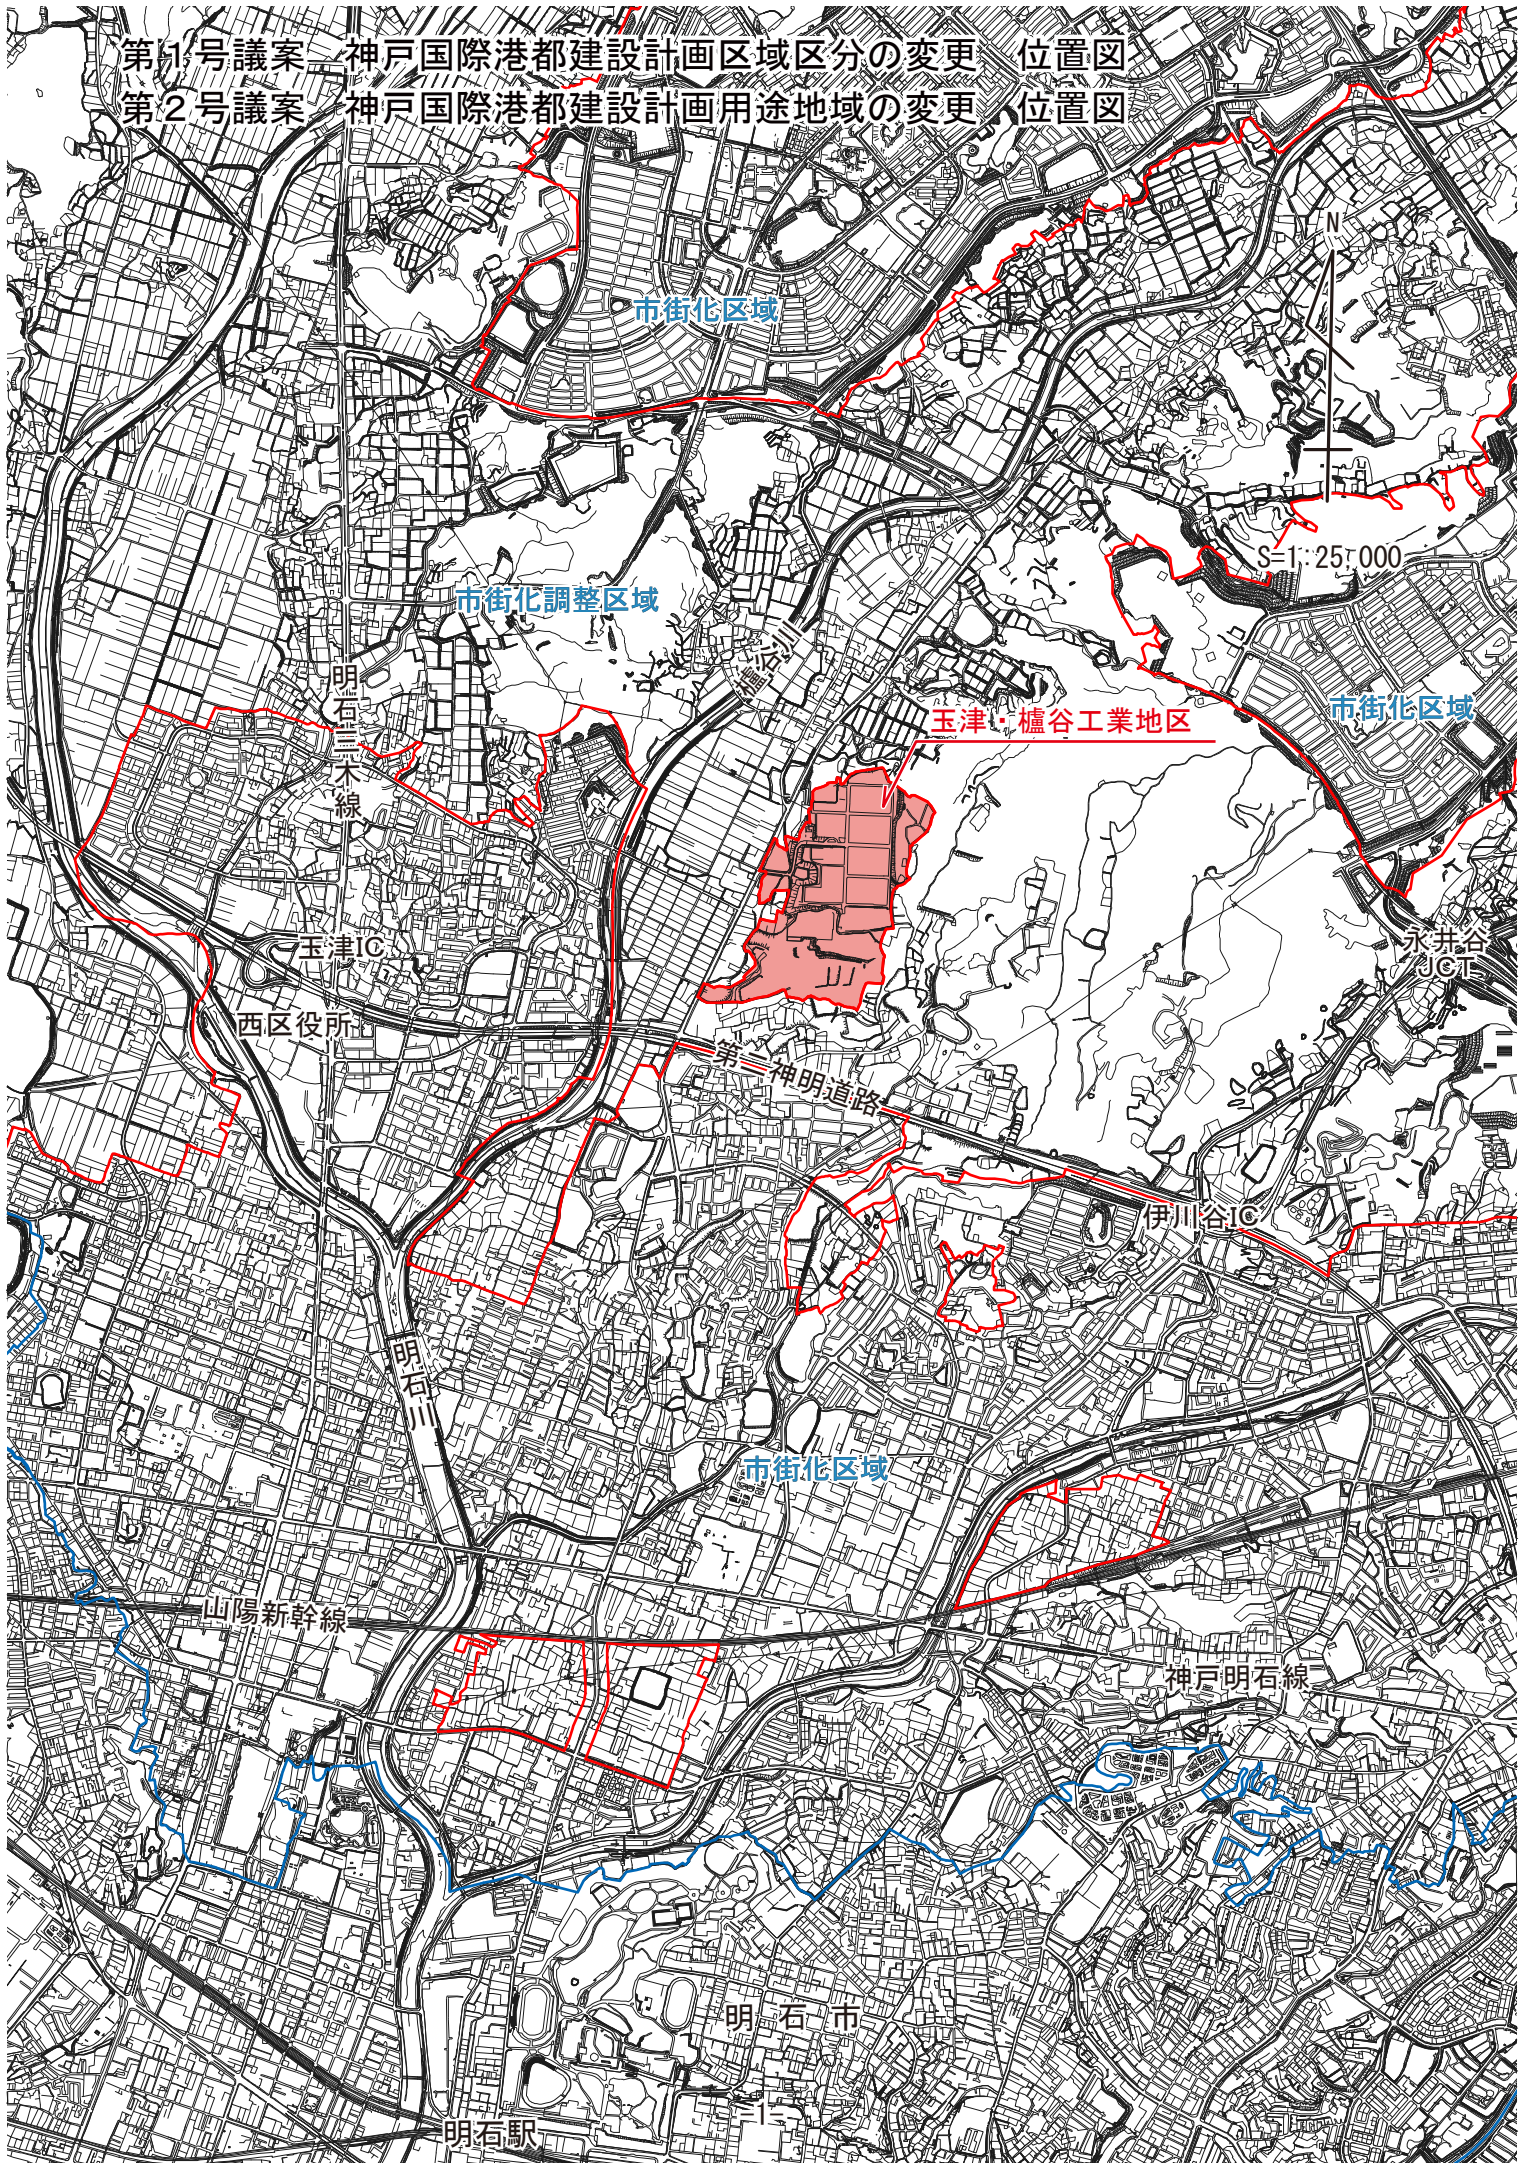 第1号議案　神戸国際港都建設計画区域区分の変更　位置図
第2号議案　神戸国際港都建設計画用途地域の変更　位置図
N
市街化区域
S=1:25,000
市街化調整区域
櫨谷川
明石三木線
市街化区域
玉津・櫨谷工業地区
玉津IC
永井谷
JCT
西区役所
第二神明道路
伊川谷IC
明石川
市街化区域
山陽新幹線
神戸明石線
明石市
-1-
明石駅